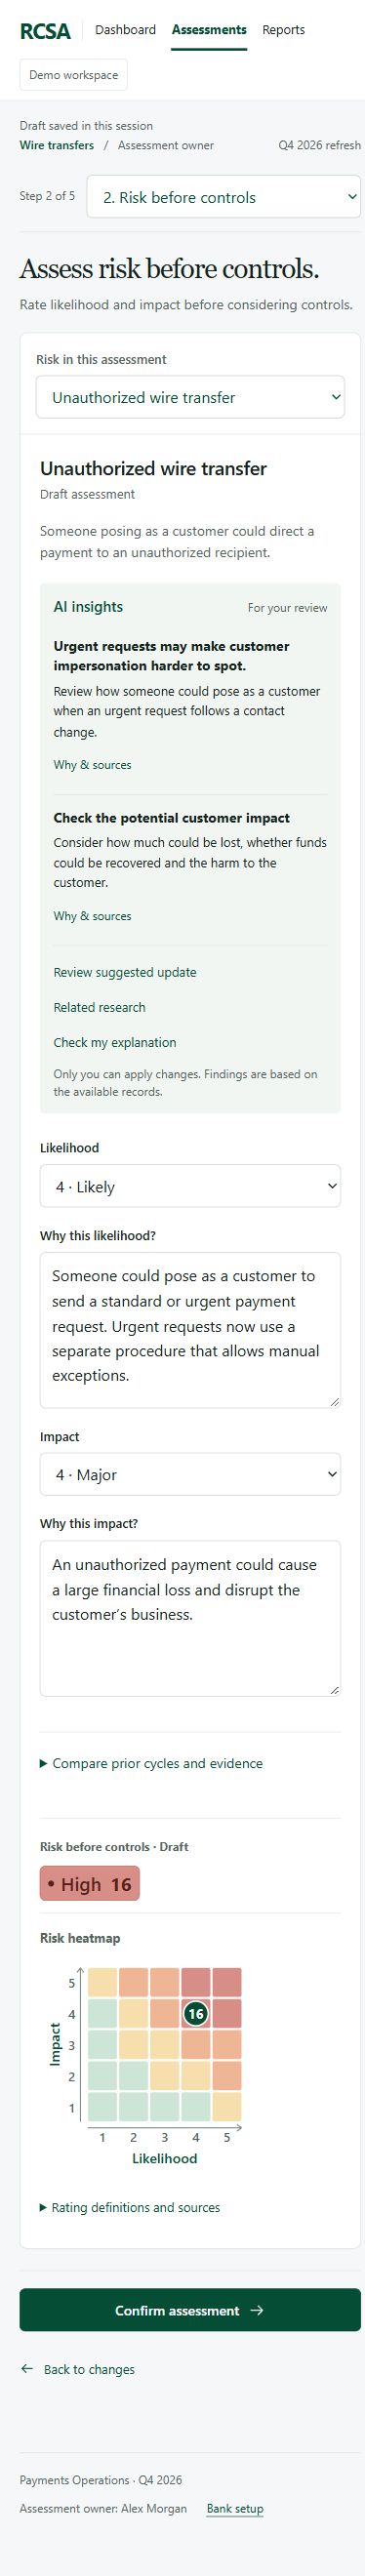 RCSA
Dashboard
Assessments
Reports
Demo workspace
Draft saved in this session
Wire transfers / Assessment owner
Q4 2026 refresh
Step 2 of 5
2. Risk before controls
Assess risk before controls.
Rate likelihood and impact before considering controls.
Risk in this assessment
Unauthorized wire transfer
Unauthorized wire transfer
Draft assessment
Someone posing as a customer could direct a
payment to an unauthorized recipient.
AI insights
For your review
Urgent requests may make customer
impersonation harder to spot.
Review how someone could pose as a customer
when an urgent request follows a contact
change.
Why & sources
Check the potential customer impact
Consider how much could be lost, whether funds
could be recovered and the harm to the
customer.
Why & sources
Review suggested update
Related research
Check my explanation
Only you can apply changes. Findings are based on
the available records.
Likelihood
4 · Likely
Why this likelihood?
Someone could pose as a customer to
send a standard or urgent payment
request. Urgent requests now use a
separate procedure that allows manual
exceptions.
Impact
4 · Major
Why this impact?
An unauthorized payment could cause
a large financial loss and disrupt the
customer’s business.
Compare prior cycles and evidence
Risk before controls · Draft
• High 16
Risk heatmap
Impact
5
4
3
2
1
16
1 2 3 4 5
Likelihood
Rating definitions and sources
Confirm assessment →
← Back to changes
Payments Operations · Q4 2026
Assessment owner: Alex Morgan
Bank setup